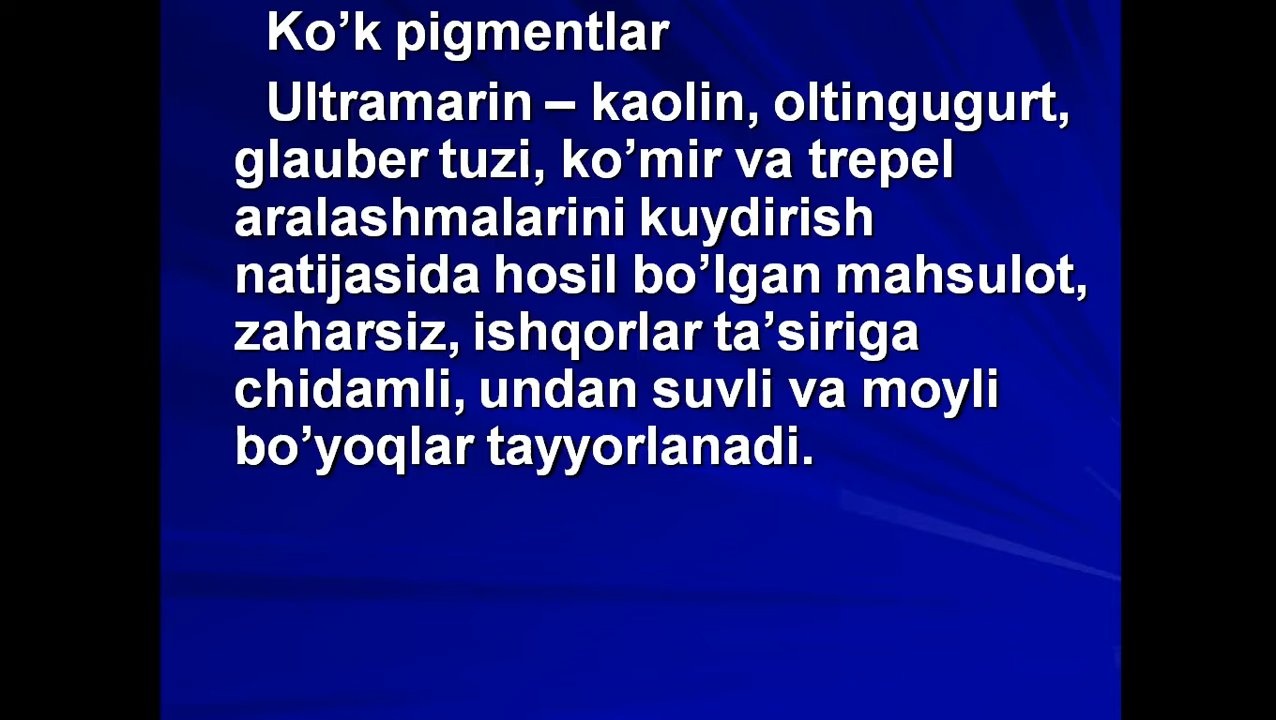 Ko’k pigmentlar
Ultramarin – kaolin, oltingugurt,
glauber tuzi, ko’mir va trepel
aralashmalarini kuydirish
natijasida hosil bo’lgan mahsulot,
zaharsiz, ishqorlar ta’siriga
chidamli, undan suvli va moyli
bo’yoqlar tayyorlanadi.